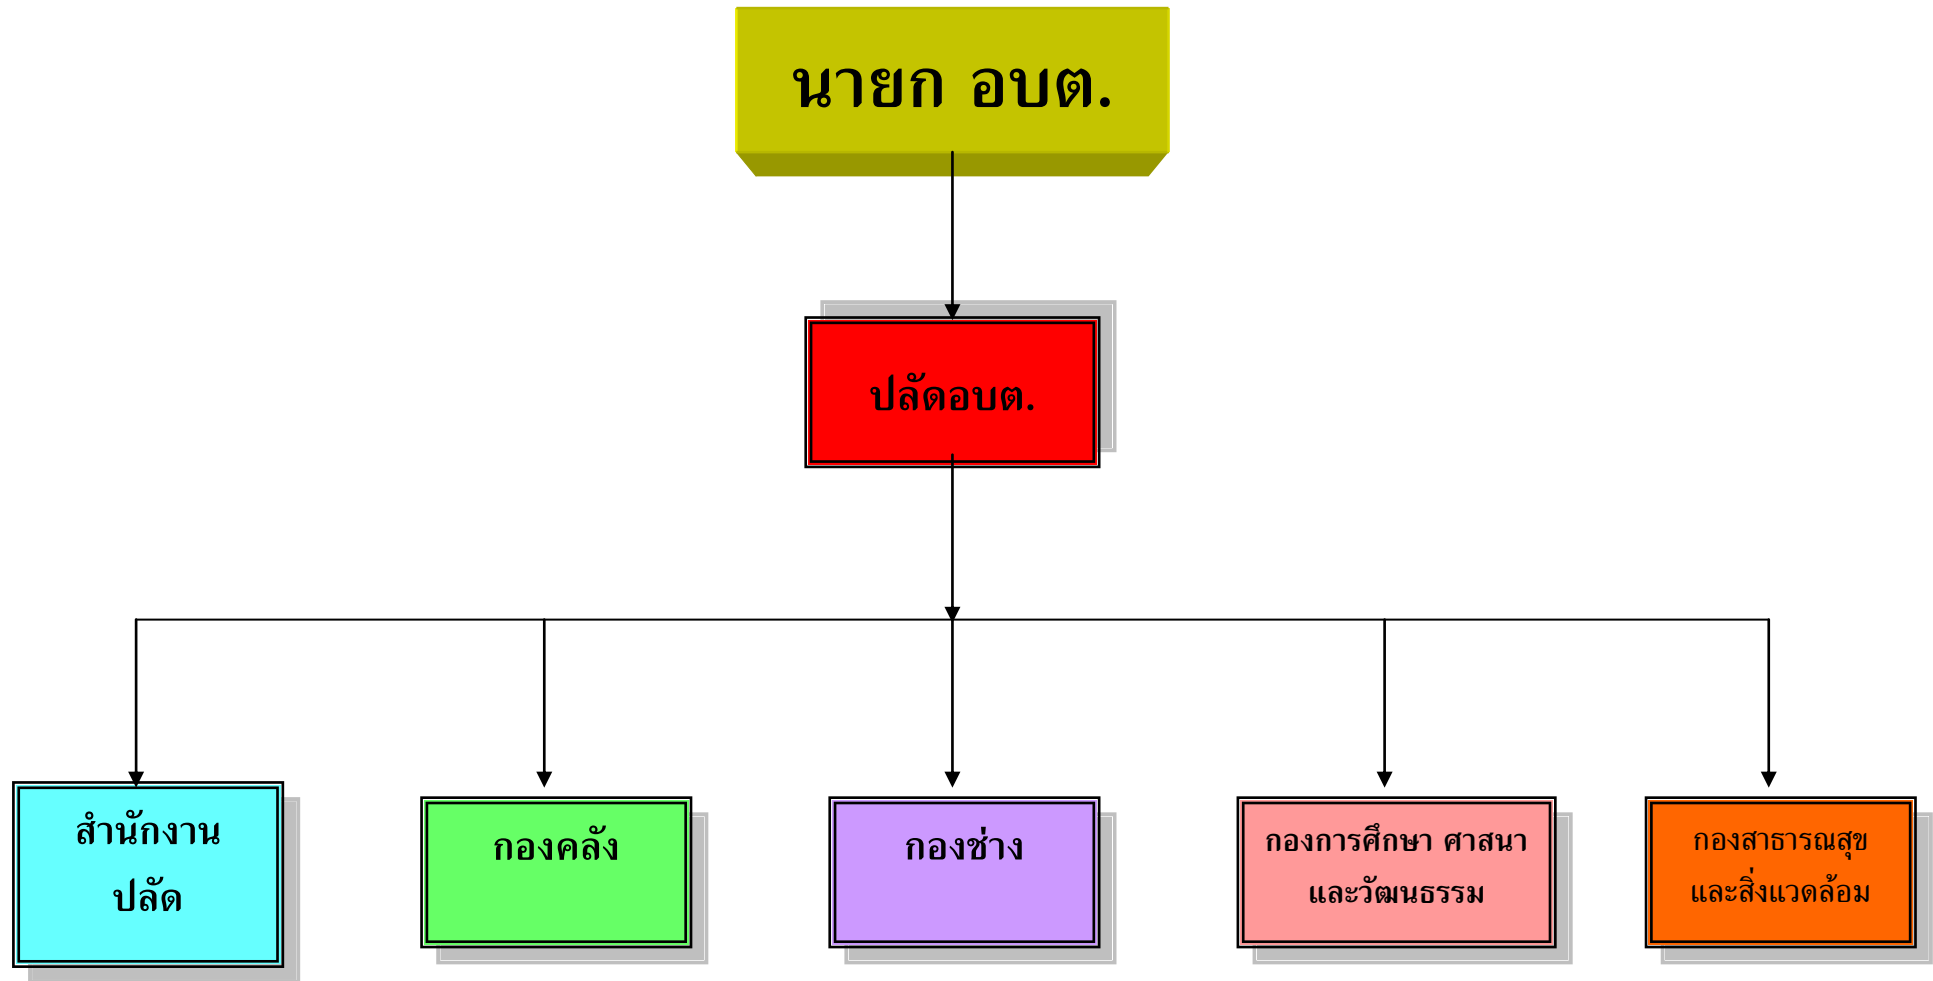 นายก อบต.
ปลัดอบต.
สำนักงาน
ปลัด
กองคลัง
กองช่าง
กองการศึกษา ศาสนา
และวัฒนธรรม
กองสาธารณสุข
และสิ่งแวดล้อม